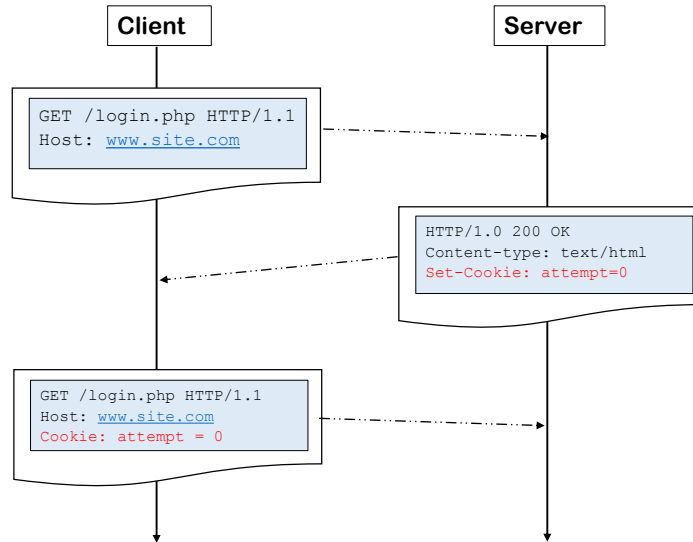 Client
Server
GET /login.php HTTP/1.1
Host: www.site.com
HTTP/1.0 200 OK
Content-type: text/html
Set-Cookie: attempt=0
GET /login.php HTTP/1.1
Host: www.site.com
Cookie: attempt = 0